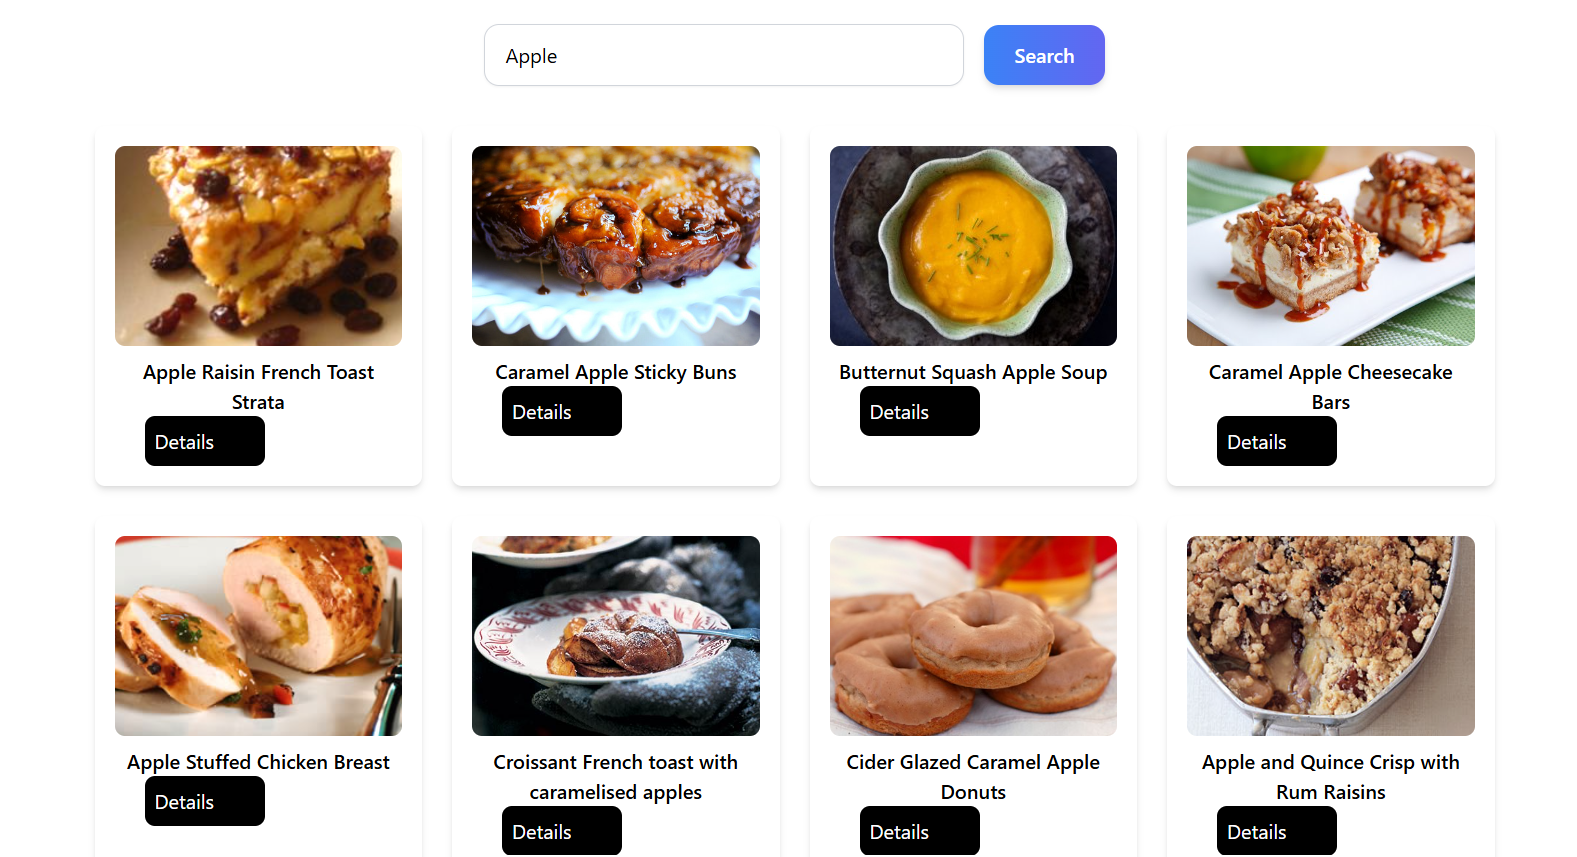 Apple
Search
Apple Raisin French Toast
Strata
Details
Caramel Apple Sticky Buns
Details
Butternut Squash Apple Soup
Details
Caramel Apple Cheesecake
Bars
Details
Apple Stuffed Chicken Breast
Details
Croissant French toast with
caramelised apples
Details
Cider Glazed Caramel Apple
Donuts
Details
Apple and Quince Crisp with
Rum Raisins
Details